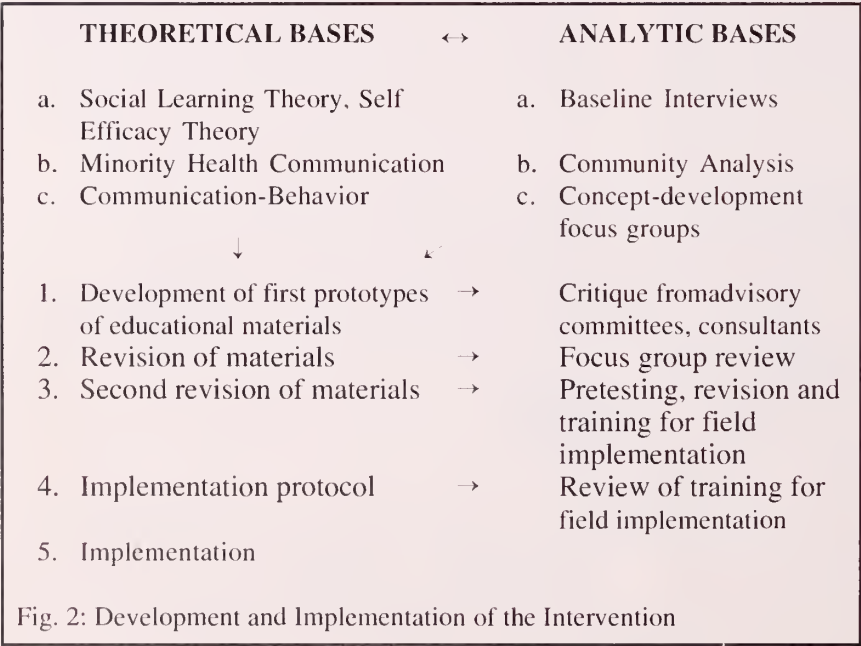 THEORETICAL BASES ↔ ANALYTIC BASES
a. Social Learning Theory, Self a. Baseline Interviews
Efficacy Theory
b. Minority Health Communication b. Community Analysis
c. Communication-Behavior c. Concept-development
focus groups
↓ ↙
1. Development of first prototypes → Critique fromadvisory
of educational materials committees, consultants
2. Revision of materials → Focus group review
3. Second revision of materials → Pretesting, revision and
training for field
implementation
4. Implementation protocol → Review of training for
field implementation
5. Implementation
Fig. 2: Development and Implementation of the Intervention